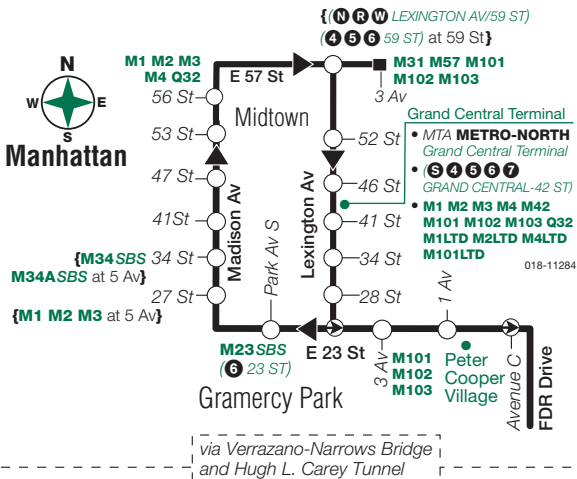 {(N R W LEXINGTON AV/59 ST)
(4 5 6 59 ST) at 59 St}
M1 M2 M3
M4 Q32
E 57 St
M31 M57 M101
M102 M103
3 Av
N
W E
S
Manhattan
56 St
53 St
Midtown
52 St
Grand Central Terminal
• MTA METRO-NORTH
Grand Central Terminal
• (S 4 5 6 7
GRAND CENTRAL-42 ST)
• M1 M2 M3 M4 M42
M101 M102 M103 Q32
M1LTD M2LTD M4LTD
M101LTD
018-11284
47 St
46 St
41St
41 St
Madison Av
Lexington Av
Park Av S
{M34SBS 34 St
M34ASBS at 5 Av}
34 St
27 St
28 St
{M1 M2 M3 at 5 Av}
1 Av
M23SBS
(6 23 ST)
E 23 St
3 Av
M101
M102
M103
Peter
Cooper
Village
Avenue C
FDR Drive
Gramercy Park
via Verrazano-Narrows Bridge
and Hugh L. Carey Tunnel